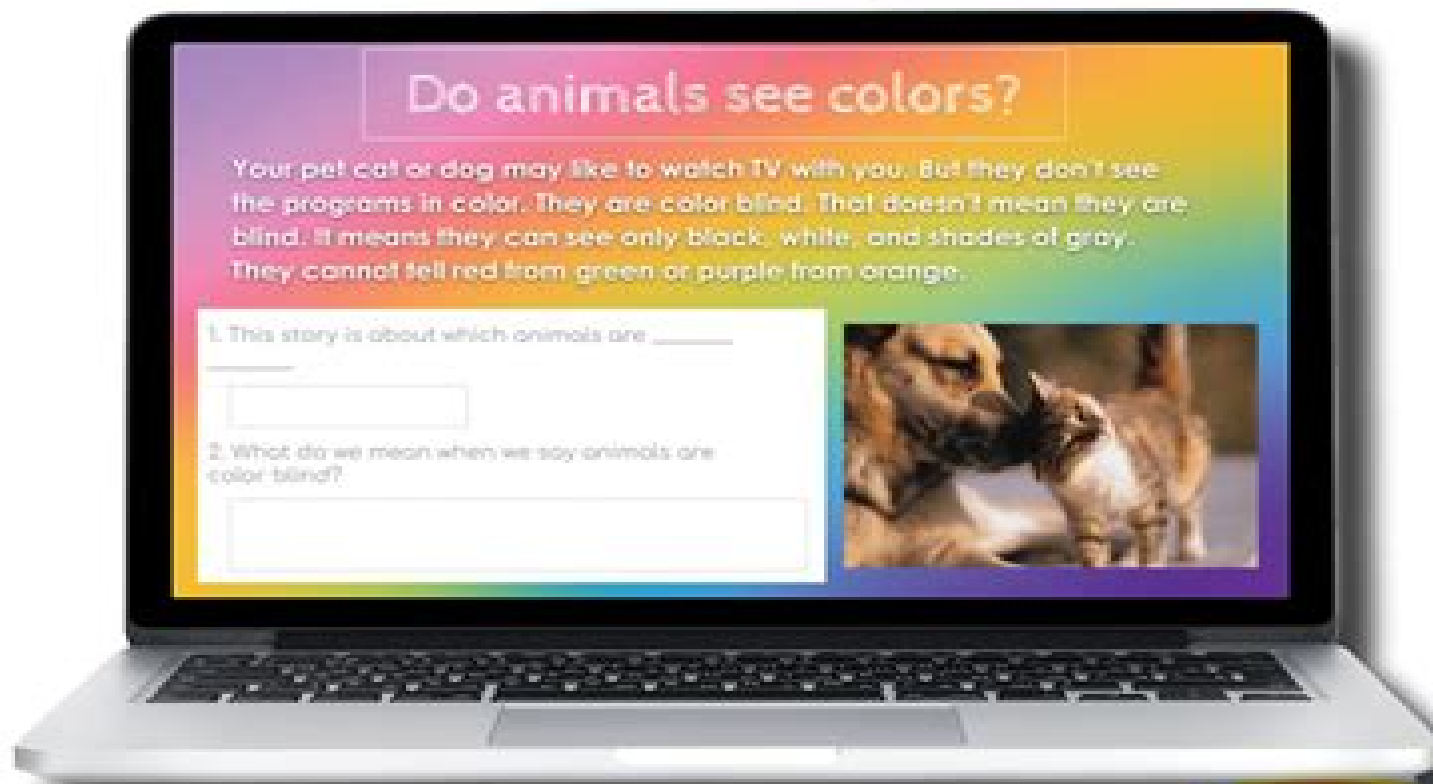 Do animals see colors?
Your pet cat or dog may like to watch TV with you. But they don't see
the programs in color. They are color blind. That doesn't mean they are
blind. It means they can see only black, white, and shades of gray.
They cannot tell red from green or purple from orange.
1. This story is about which animals are ______
______
2. What do we mean when we say animals are
color blind?